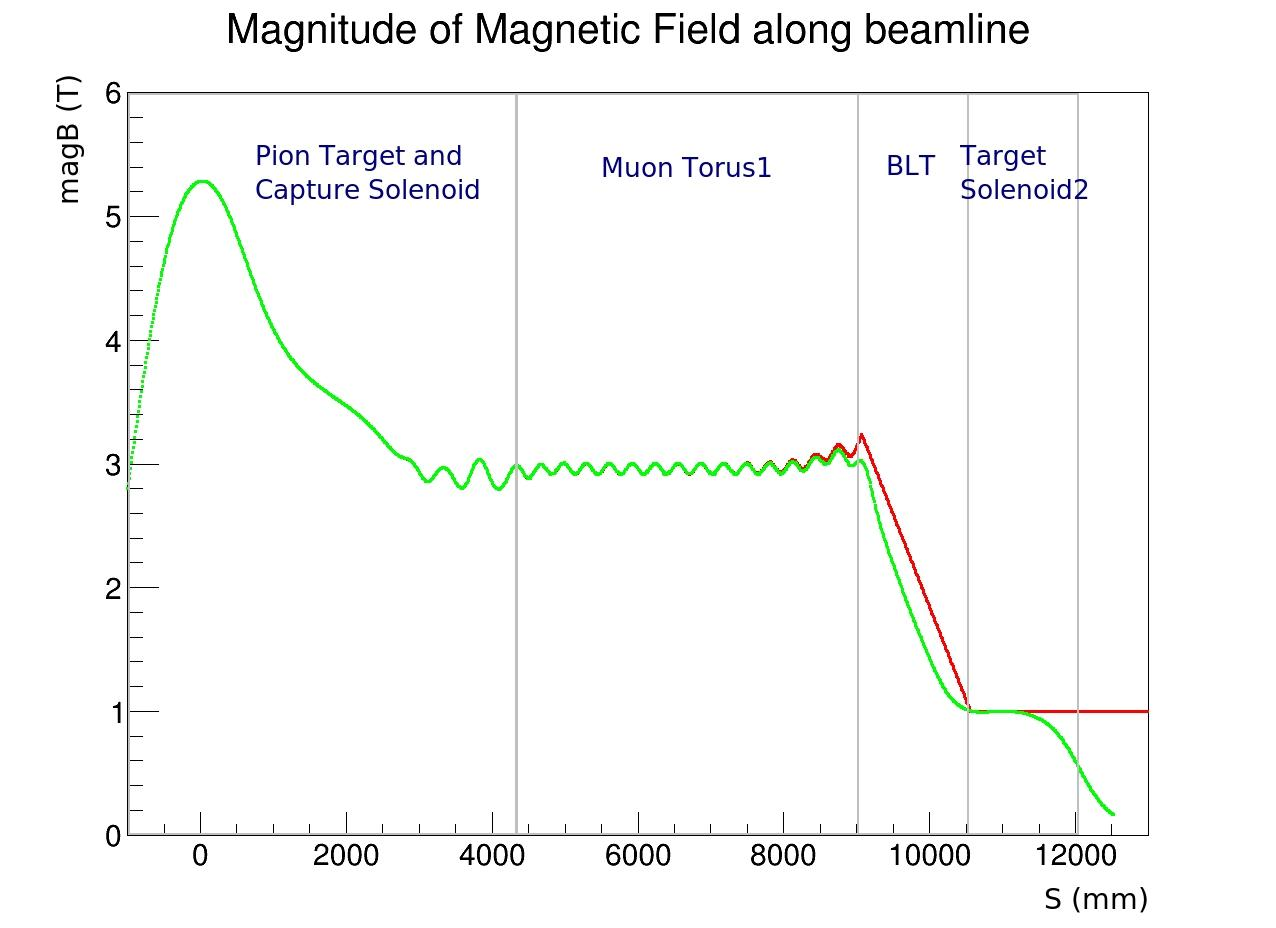 Magnitude of Magnetic Field along beamline
magB (T)
6
5
4
3
2
1
0
Pion Target and
Capture Solenoid
Muon Torus1
BLT
Target
Solenoid2
0 2000 4000 6000 8000 10000 12000
S (mm)